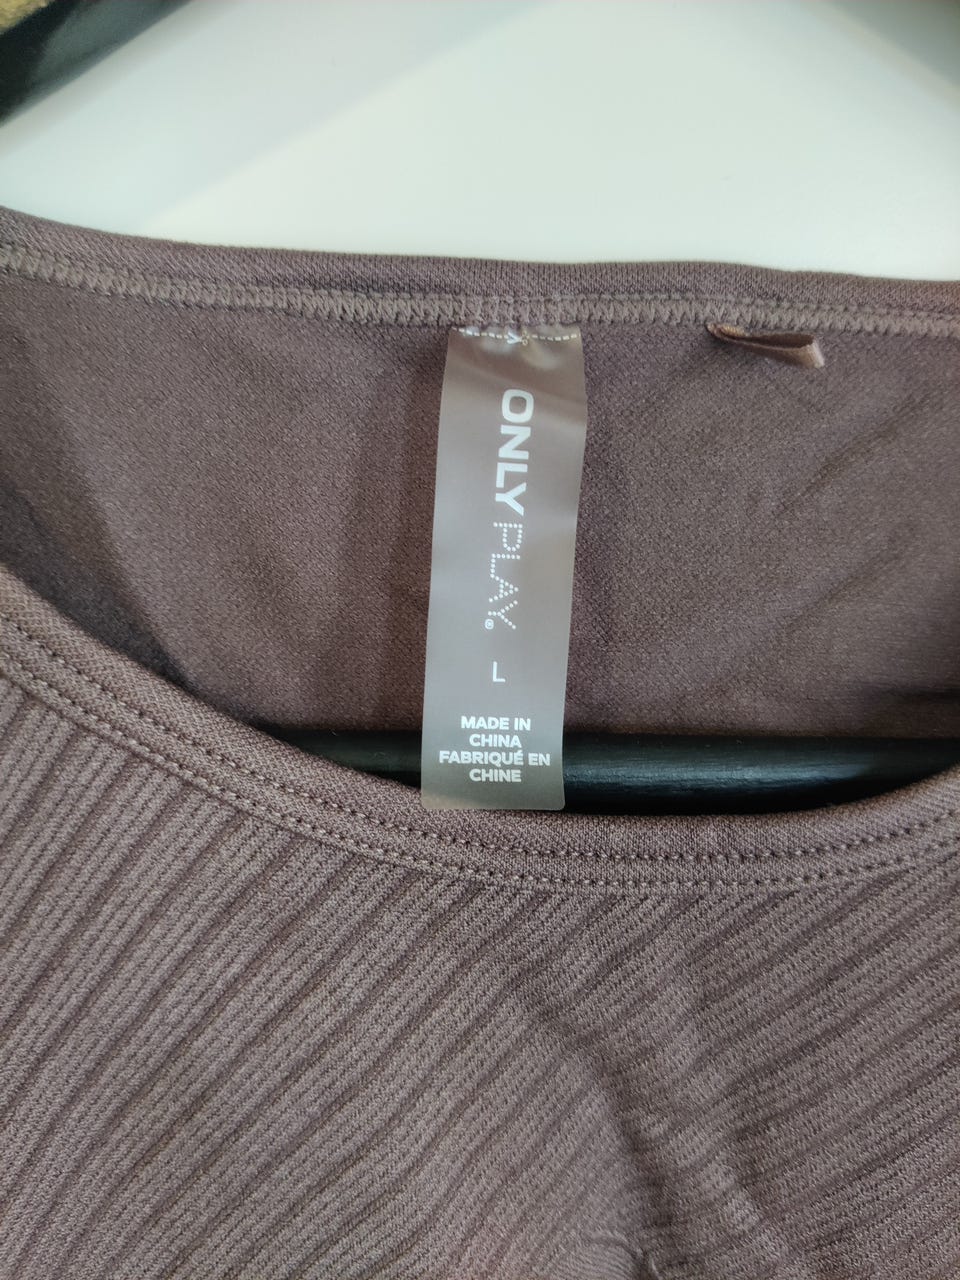 ONLY PLAY®
L
MADE IN
CHINA
FABRIQUÉ EN
CHINE